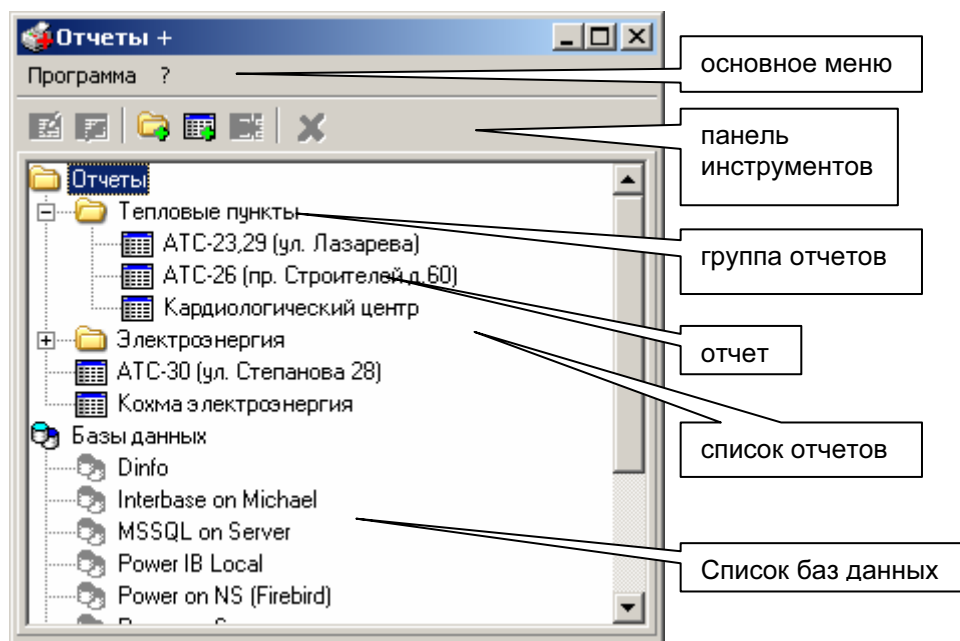 Отчеты +
Программа ?
Отчеты
Тепловые пункты
АТС-23,29 (ул. Лазарева)
АТС-26 (пр. Строителей д.60)
Кардиологический центр
Электроэнергия
АТС-30 (ул. Степанова 28)
Кохма электроэнергия
Базы данных
Dinfo
Interbase on Michael
MSSQL on Server
Power IB Local
Power on NS (Firebird)
основное меню
панель
инструментов
группа отчетов
отчет
список отчетов
Список баз данных